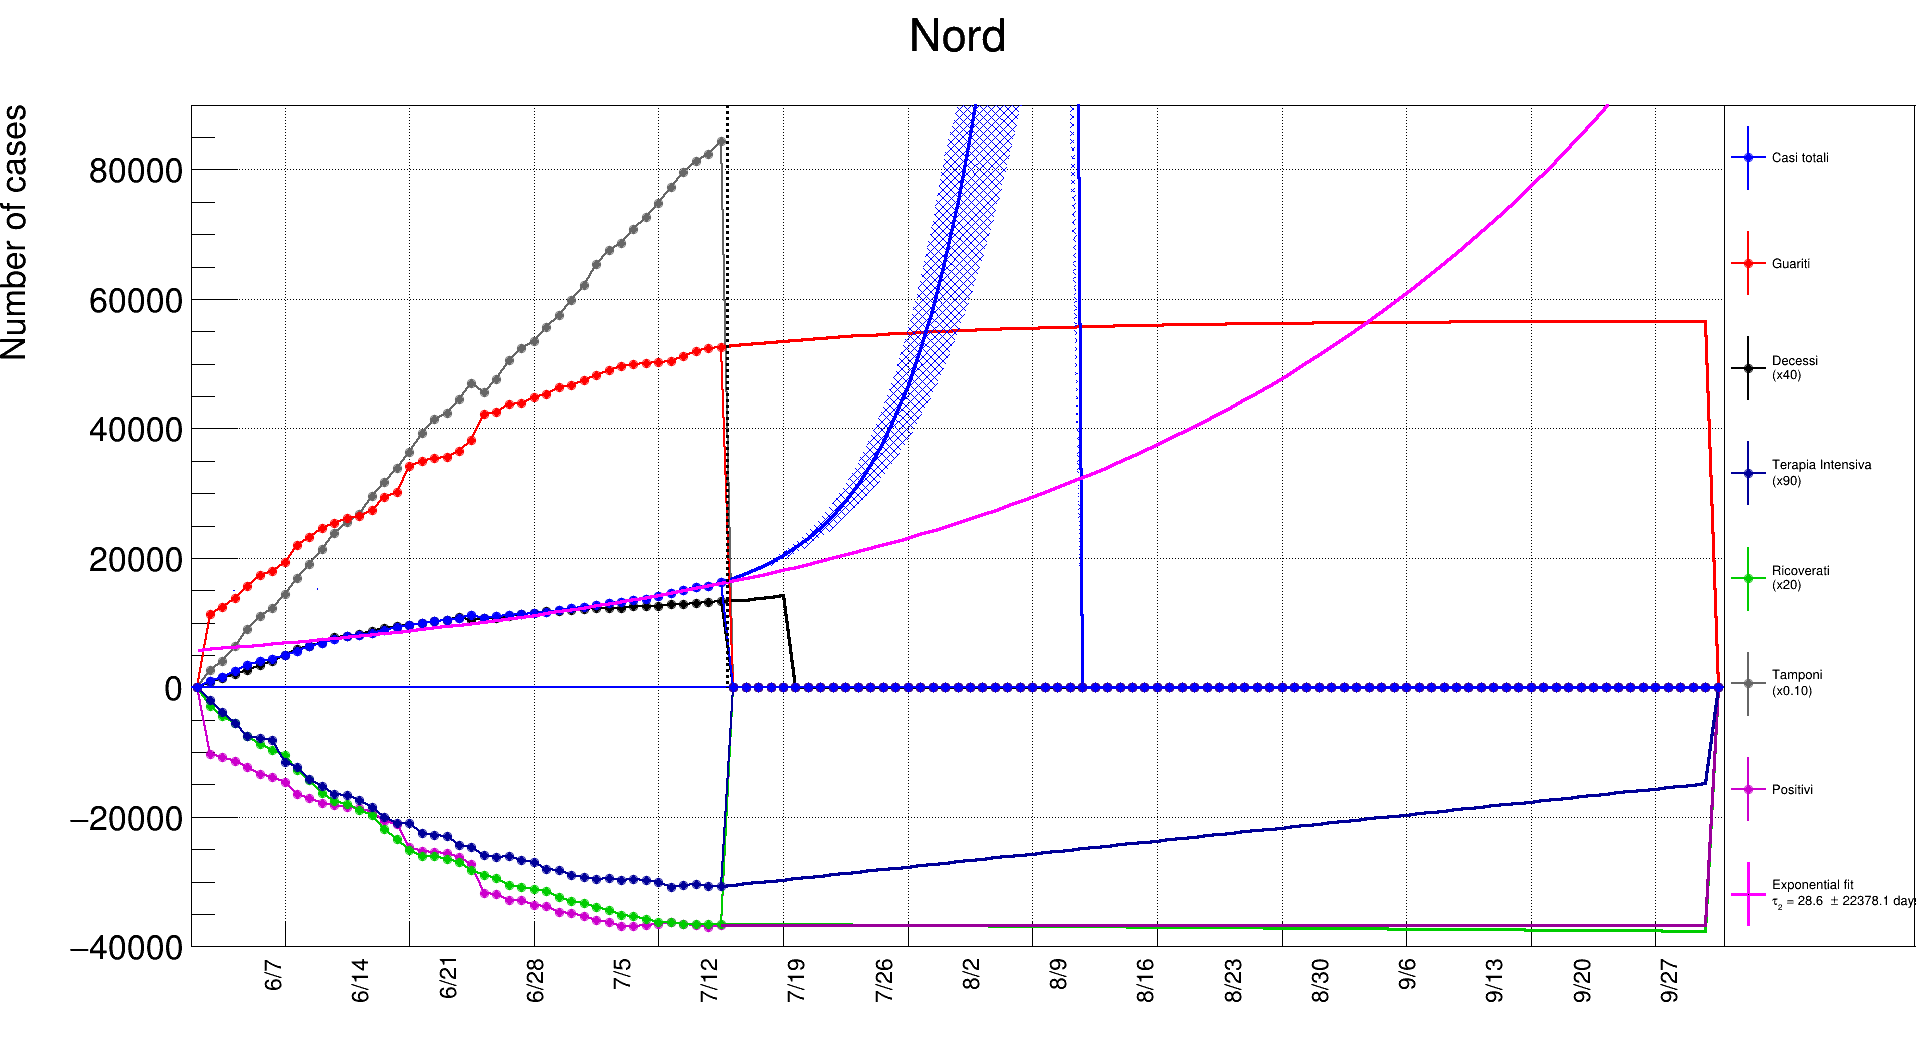 Nord
Number of cases
80000
60000
40000
20000
0
−20000
−40000
6/7
6/14
6/21
6/28
7/5
7/12
7/19
7/26
8/2
8/9
8/16
8/23
8/30
9/6
9/13
9/20
9/27
Casi totali
Guariti
Decessi
(x40)
Terapia Intensiva
(x90)
Ricoverati
(x20)
Tamponi
(x0.10)
Positivi
Exponential fit
τ2 = 28.6 ± 22378.1 days